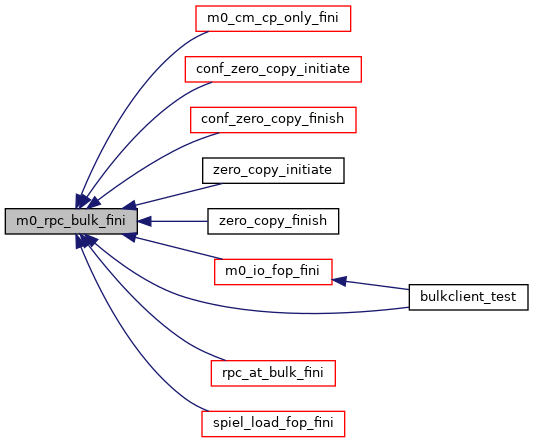 m0_cm_cp_only_fini
conf_zero_copy_initiate
conf_zero_copy_finish
zero_copy_initiate
m0_rpc_bulk_fini
zero_copy_finish
m0_io_fop_fini
bulkclient_test
rpc_at_bulk_fini
spiel_load_fop_fini